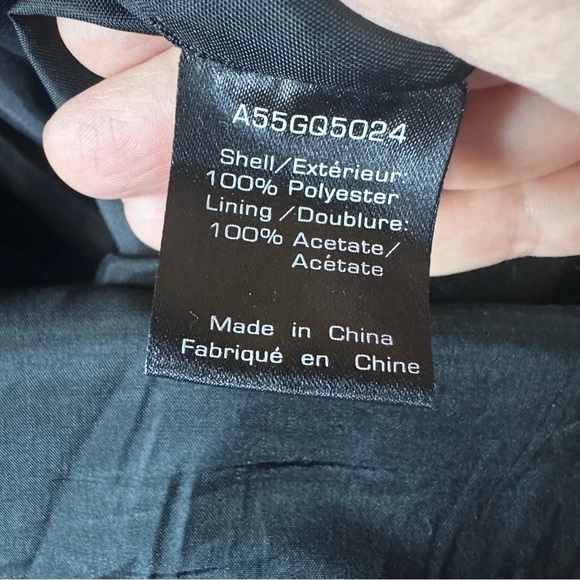 A55GQ5024
Shell/Extérieur:
100% Polyester
Lining /Doublure:
100% Acetate/
Acétate
Made in China
Fabriqué en Chine